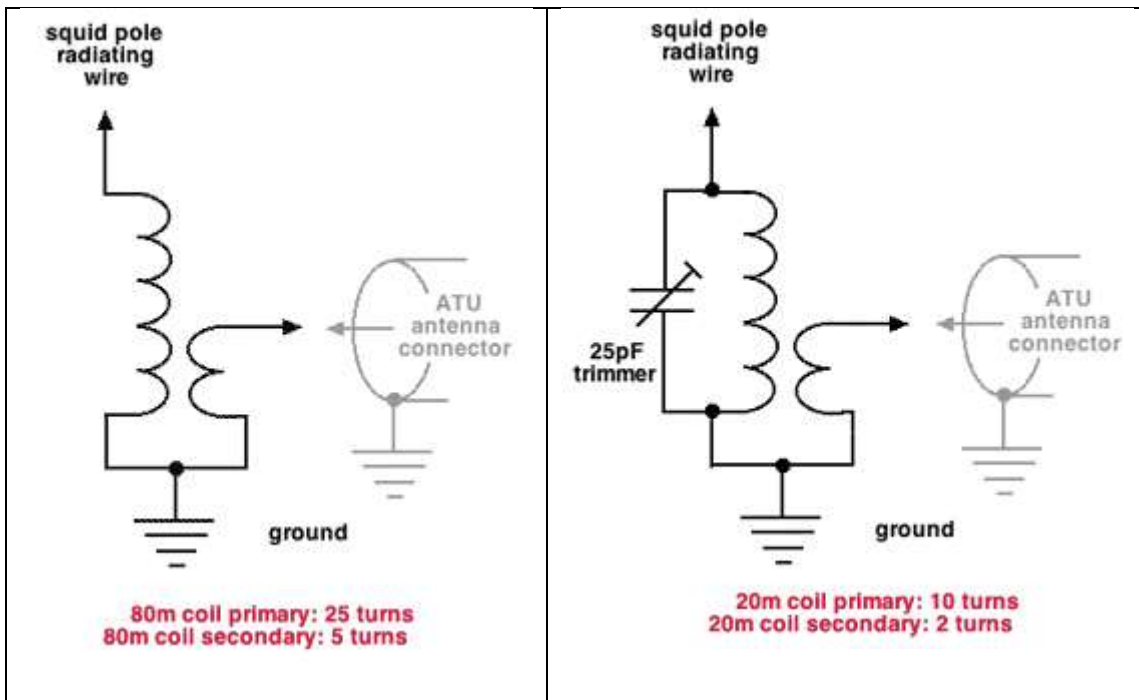 squid pole
radiating
wire
ATU
antenna
connector
ground
80m coil primary: 25 turns
80m coil secondary: 5 turns
squid pole
radiating
wire
25pF
trimmer
ATU
antenna
connector
ground
20m coil primary: 10 turns
20m coil secondary: 2 turns